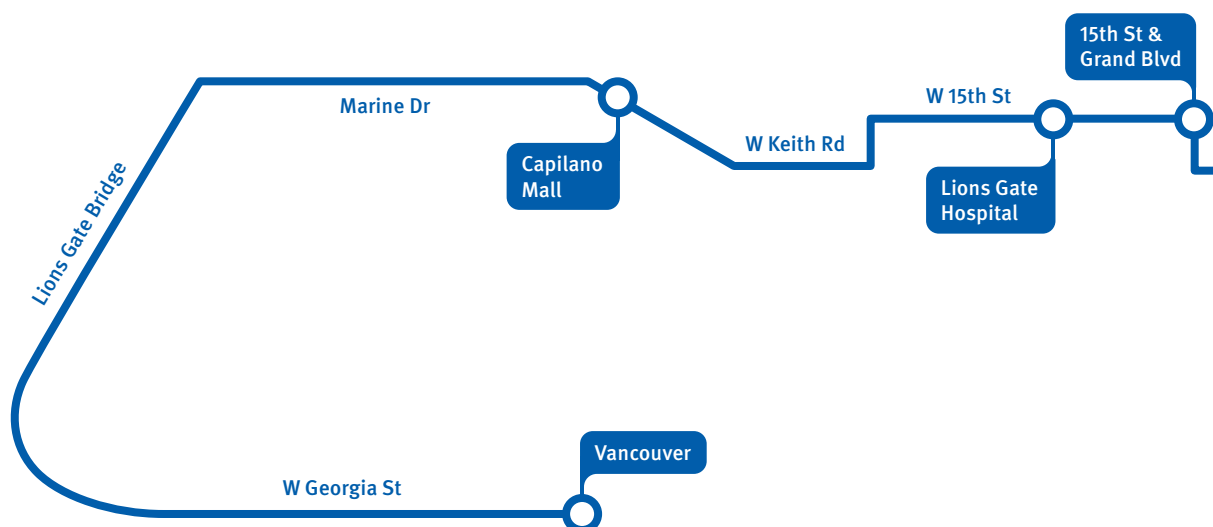 15th St &
Grand Blvd
W 15th St
Marine Dr
W Keith Rd
Capilano
Mall
Lions Gate
Hospital
Lions Gate Bridge
Vancouver
W Georgia St